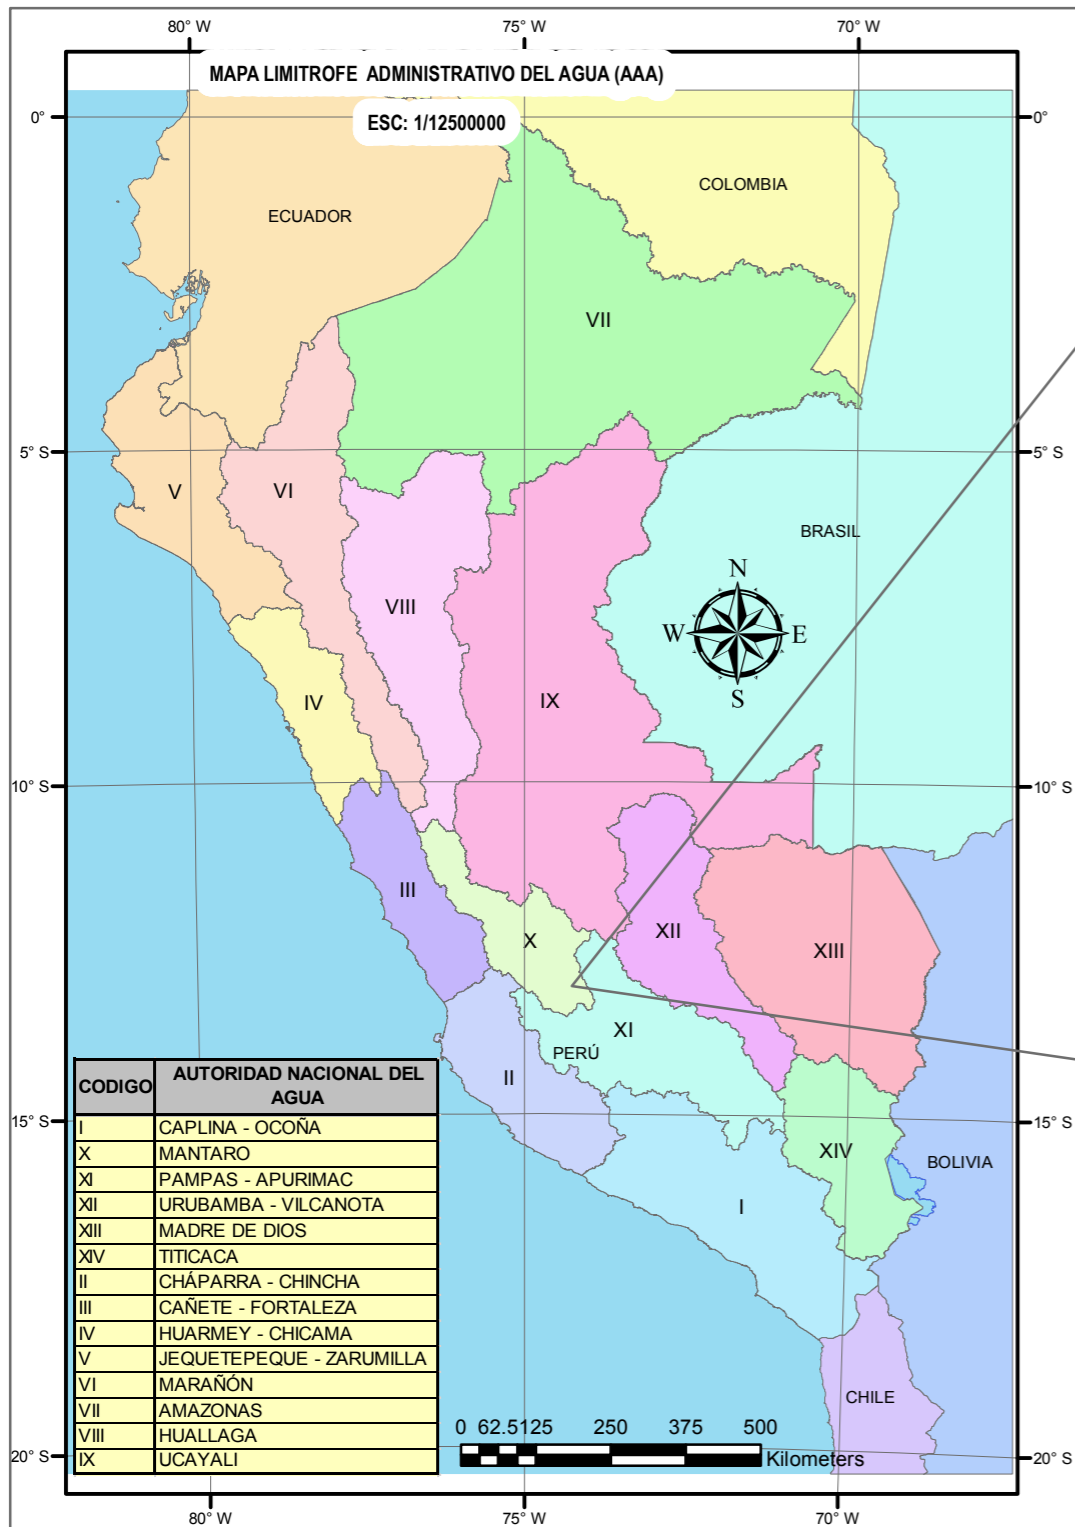 80° W 75° W 70° W
MAPA LIMITROFE ADMINISTRATIVO DEL AGUA (AAA)
ESC: 1/12500000
0° 0°
COLOMBIA
ECUADOR
VII
5° S 5° S
V VI
BRASIL
N
VIII
W E
S
IX
IV
10° S 10° S
III
XII
X
XIII
XI
PERÚ
II
CODIGO AUTORIDAD NACIONAL DEL
AGUA
I CAPLINA - OCOÑA
X MANTARO
XI PAMPAS - APURIMAC
XII URUBAMBA - VILCANOTA
XIII MADRE DE DIOS
XIV TITICACA
II CHÁPARRA - CHINCHA
III CAÑETE - FORTALEZA
IV HUARMEY - CHICAMA
V JEQUETEPEQUE - ZARUMILLA
VI MARAÑÓN
VII AMAZONAS
VIII HUALLAGA
IX UCAYALI
15° S 15° S
XIV
BOLIVIA
I
CHILE
0 62.5125 250 375 500
Kilometers
20° S 20° S
80° W 75° W 70° W